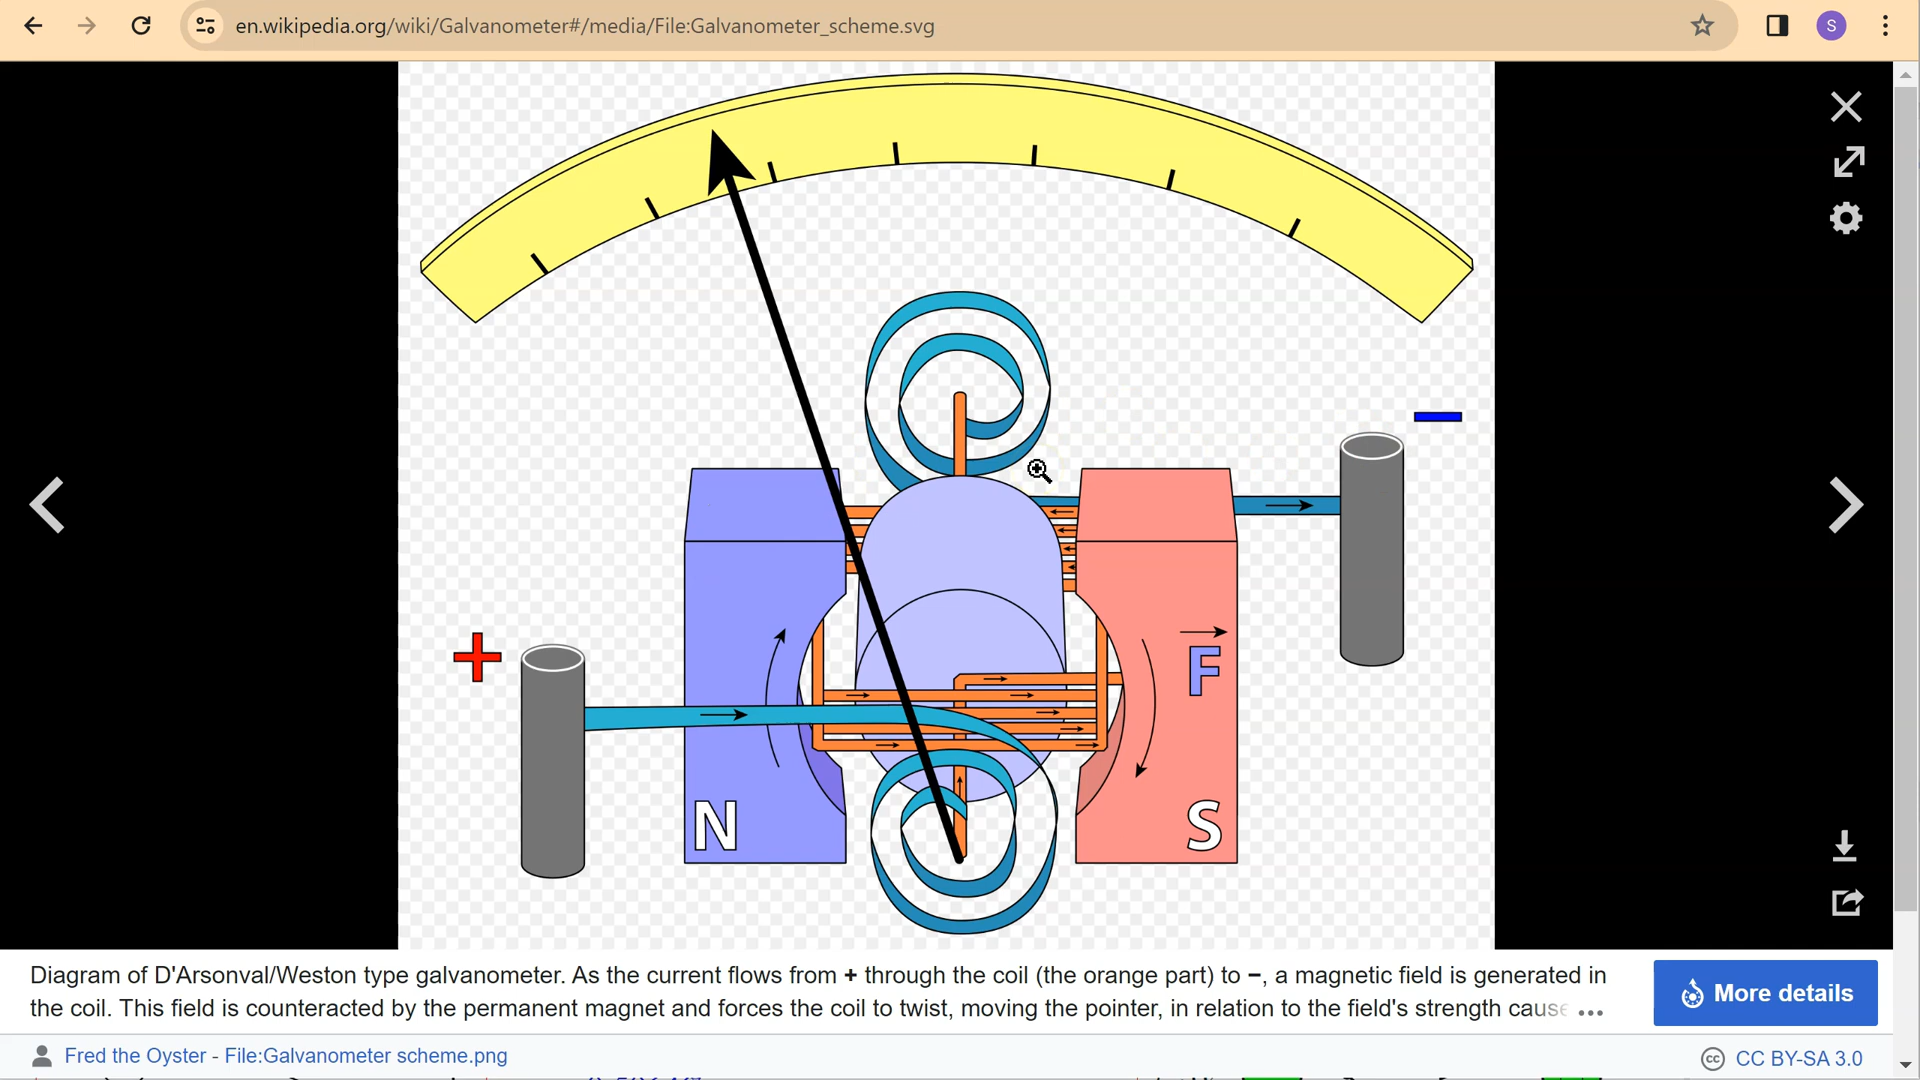 en.wikipedia.org/wiki/Galvanometer#/media/File:Galvanometer_scheme.svg
S
+
F
N
S
Diagram of D'Arsonval/Weston type galvanometer. As the current flows from + through the coil (the orange part) to −, a magnetic field is generated in
the coil. This field is counteracted by the permanent magnet and forces the coil to twist, moving the pointer, in relation to the field's strength cause ...
More details
Fred the Oyster - File:Galvanometer scheme.png
cc CC BY-SA 3.0